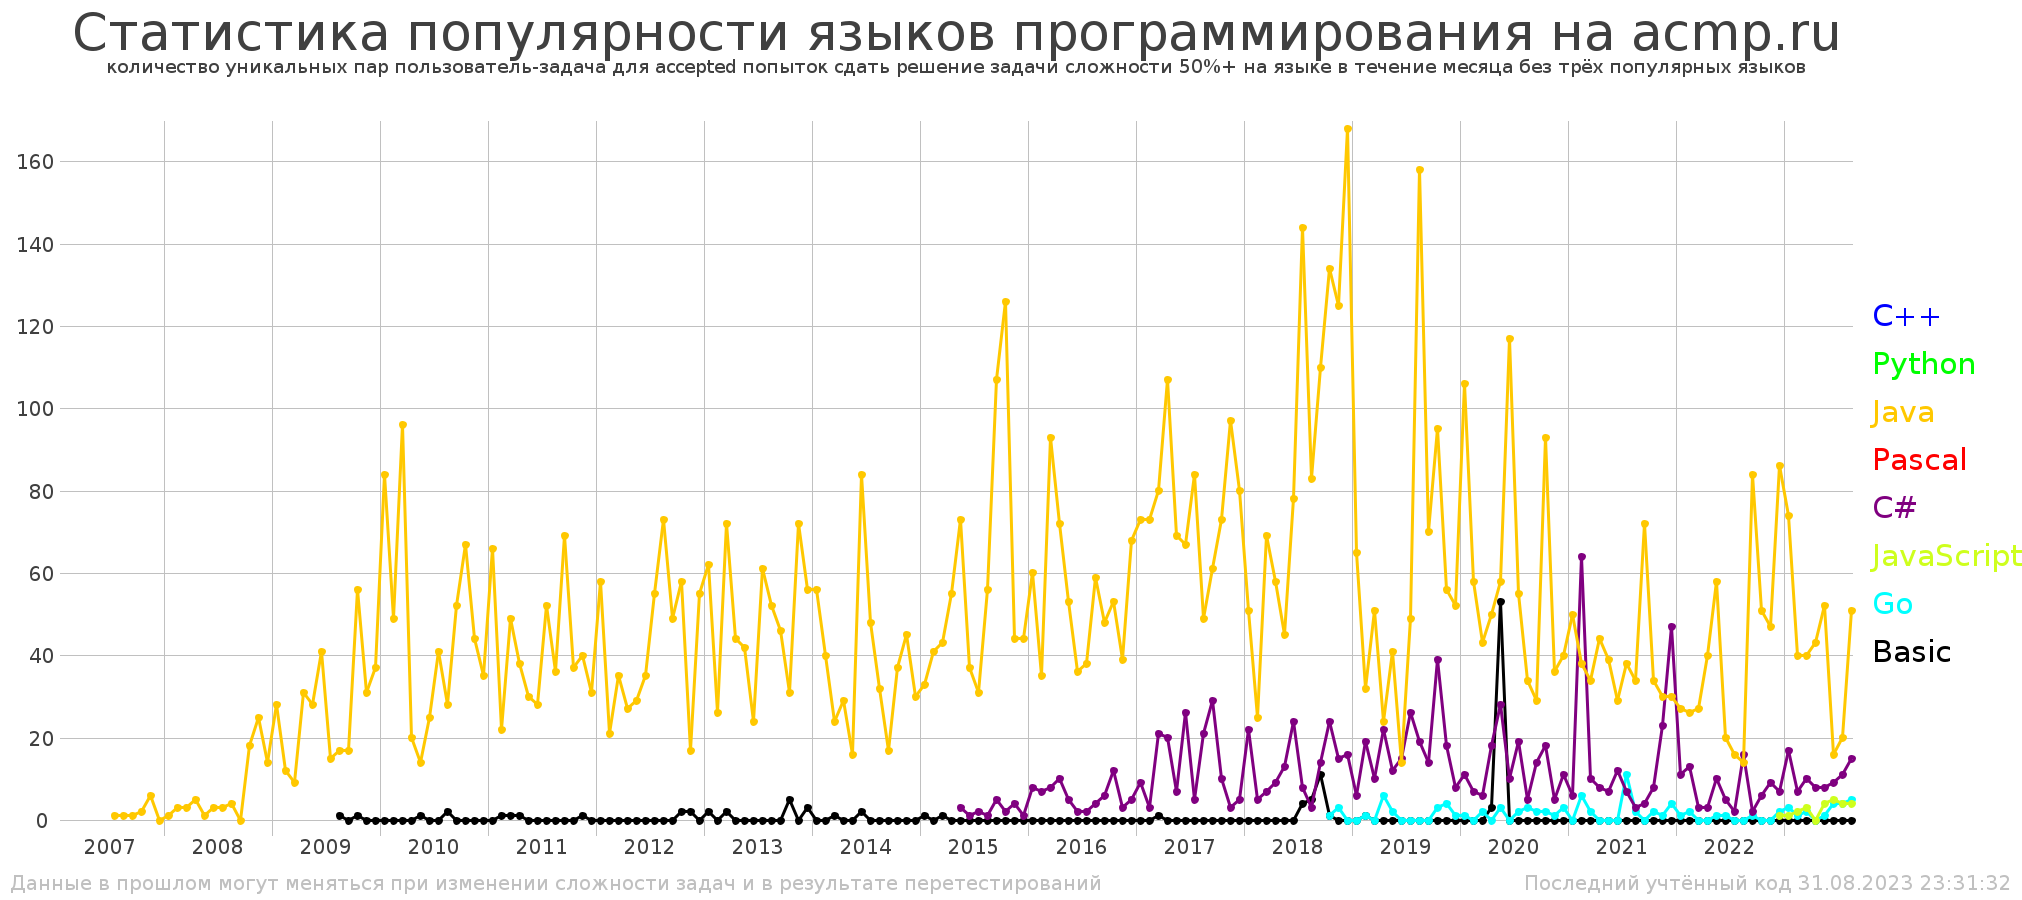 Статистика популярности языков программирования на acmp.ru
количество уникальных пар пользователь-задача для accepted попыток сдать решение задачи сложности 50%+ на языке в течение месяца без трёх популярных языков
160
140
120
100
80
60
40
20
0
C++
Python
Java
Pascal
C#
JavaScript
Go
Basic
2007 2008 2009 2010 2011 2012 2013 2014 2015 2016 2017 2018 2019 2020 2021 2022
Данные в прошлом могут меняться при изменении сложности задач и в результате перетестирований
Последний учтённый код 31.08.2023 23:31:32